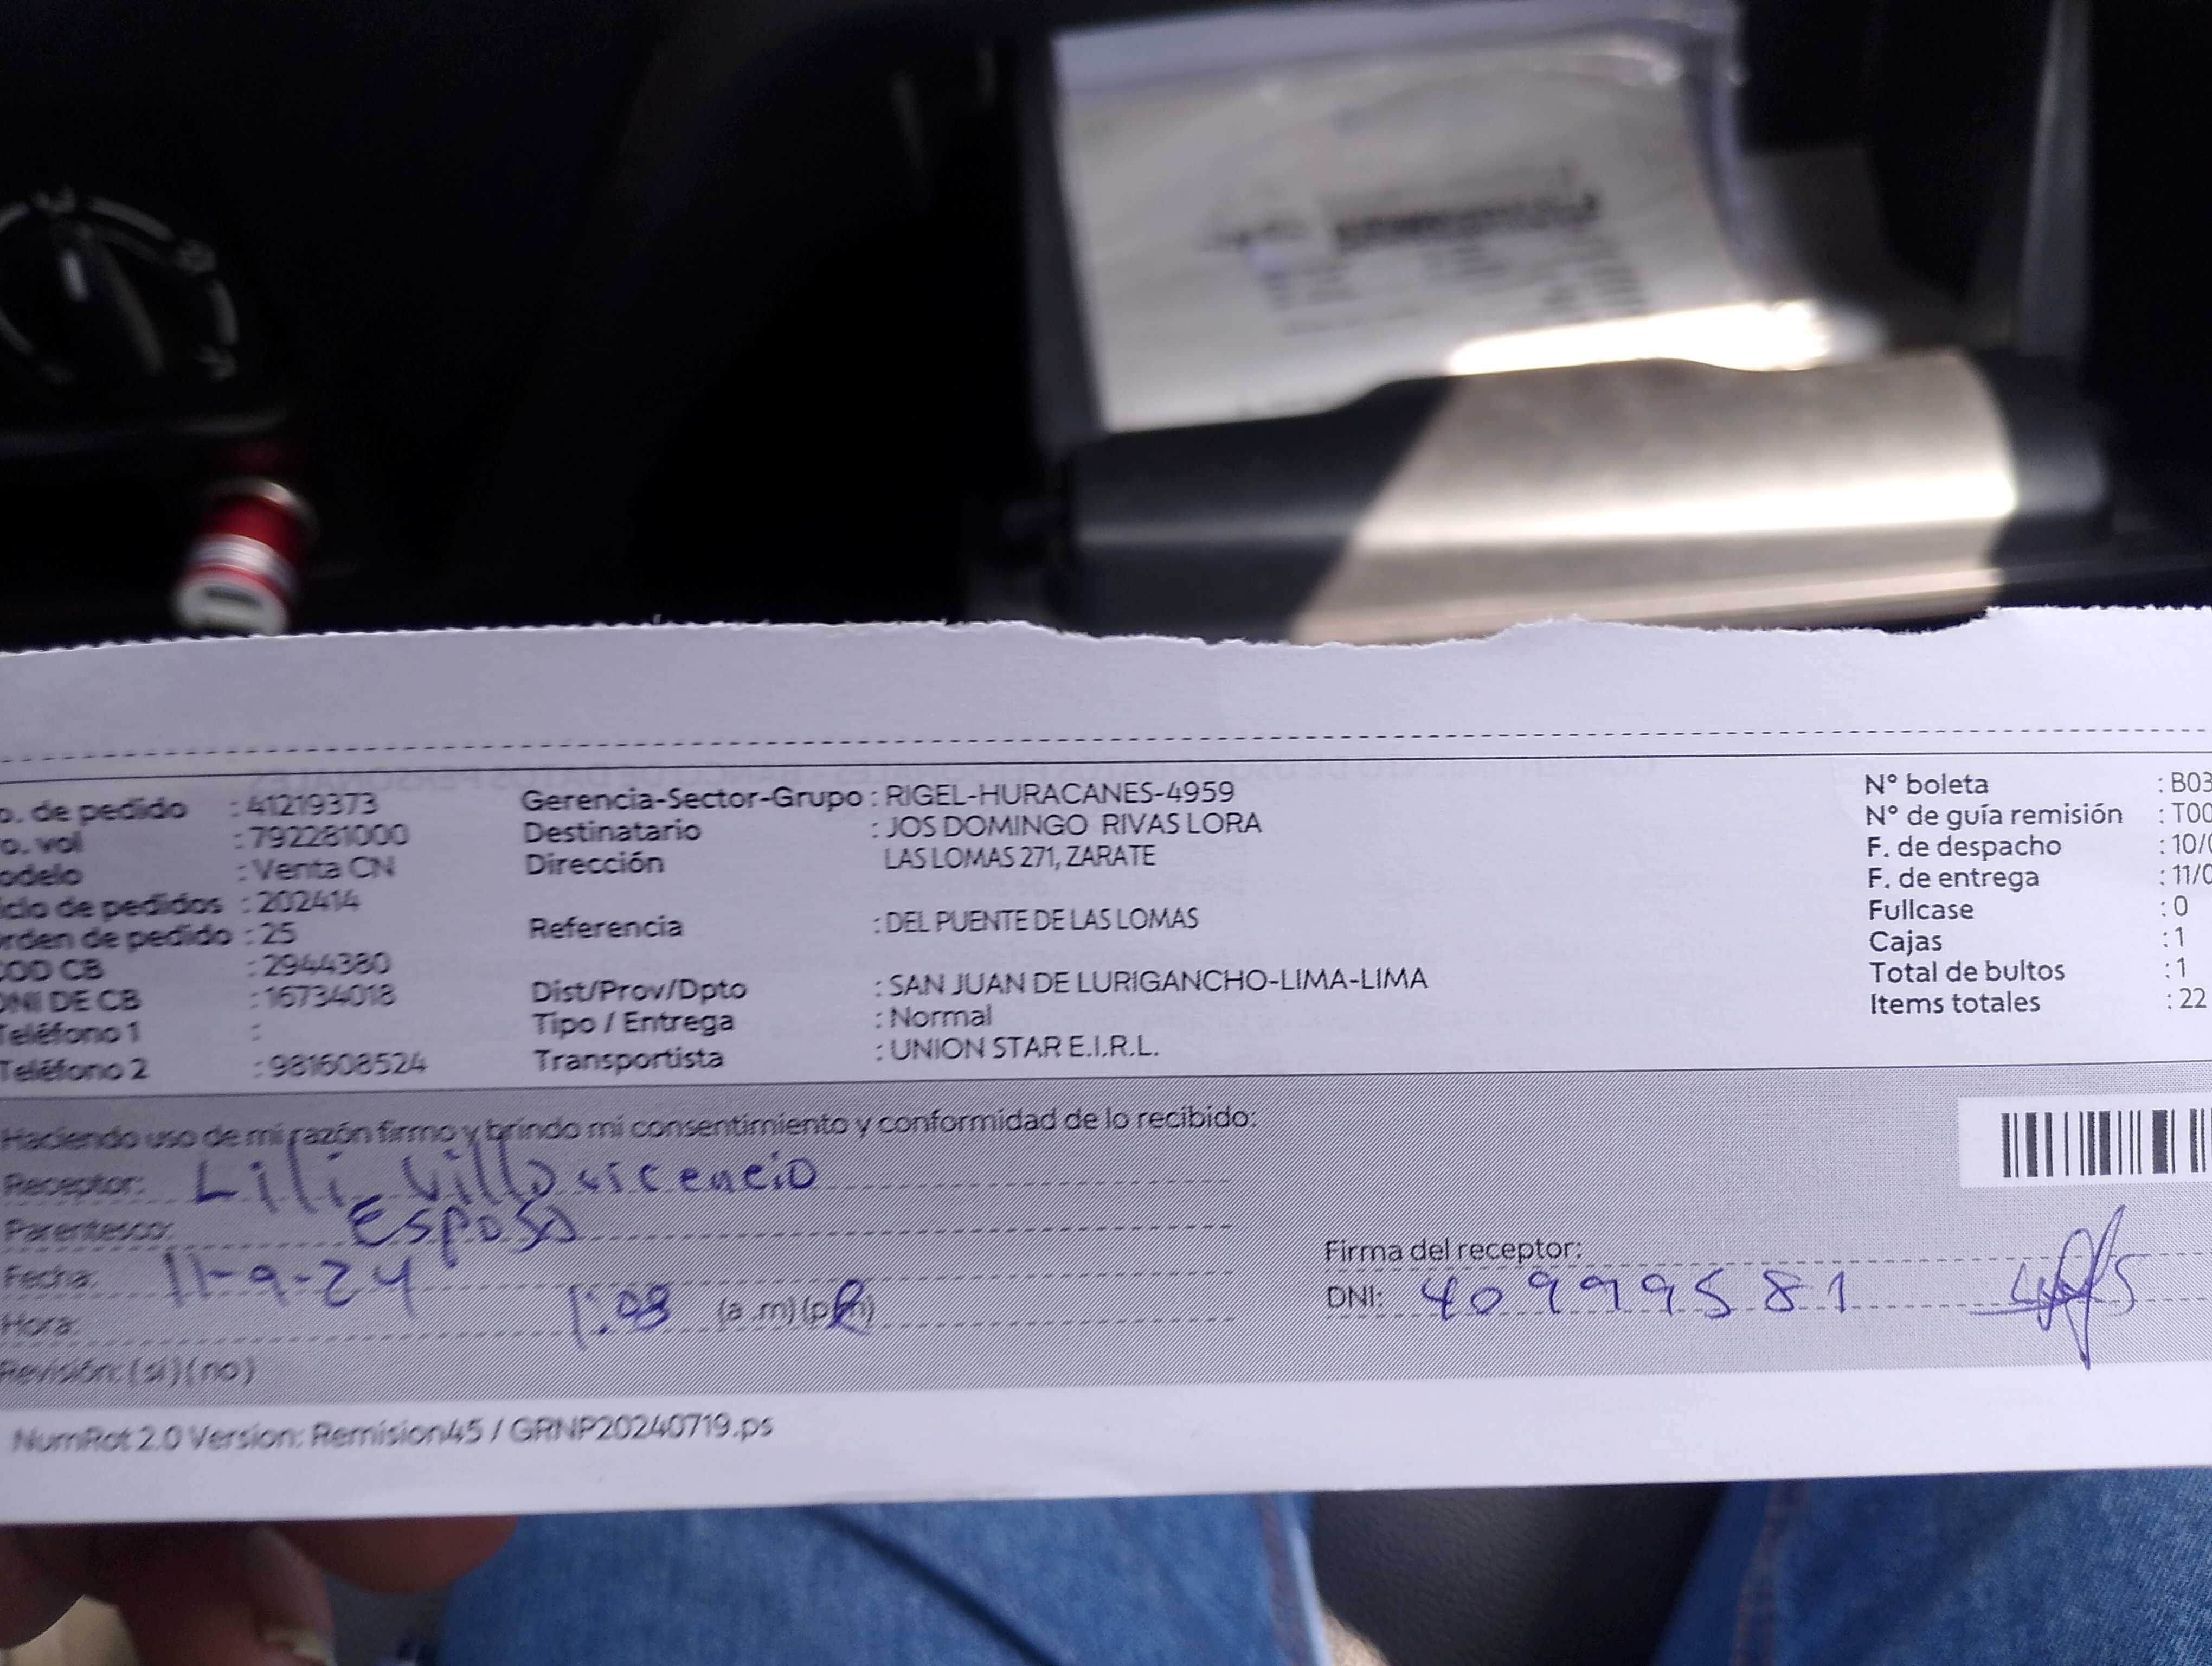 o. de pedido : 41219373
o. vol : 792281000
odelo : Venta CN
iclo de pedidos : 202414
rden de pedido : 25
COD CB : 2944380
DNI DE CB : 16734018
Teléfono 1 :
Teléfono 2 : 981608524
Gerencia-Sector-Grupo : RIGEL-HURACANES-4959
Destinatario : JOS DOMINGO RIVAS LORA
Dirección LAS LOMAS 271, ZARATE
Referencia : DEL PUENTE DE LAS LOMAS
Dist/Prov/Dpto : SAN JUAN DE LURIGANCHO-LIMA-LIMA
Tipo / Entrega : Normal
Transportista : UNION STAR E.I.R.L.
N° boleta : B03
N° de guía remisión : T00
F. de despacho : 10/0
F. de entrega : 11/0
Fullcase : 0
Cajas : 1
Total de bultos : 1
Items totales : 22
Haciendo uso de mi razón firmo y brindo mi consentimiento y conformidad de lo recibido:
Receptor: Lili Villavicencio
Parentesco: Esposa
Fecha: 11-9-24
Hora: 1:08 (a .m) (p.m)
Revisión: (si) (no)
Firma del receptor:
DNI: 40999581
NumRot 2.0 Version: Remision45 / GRNP20240719.ps